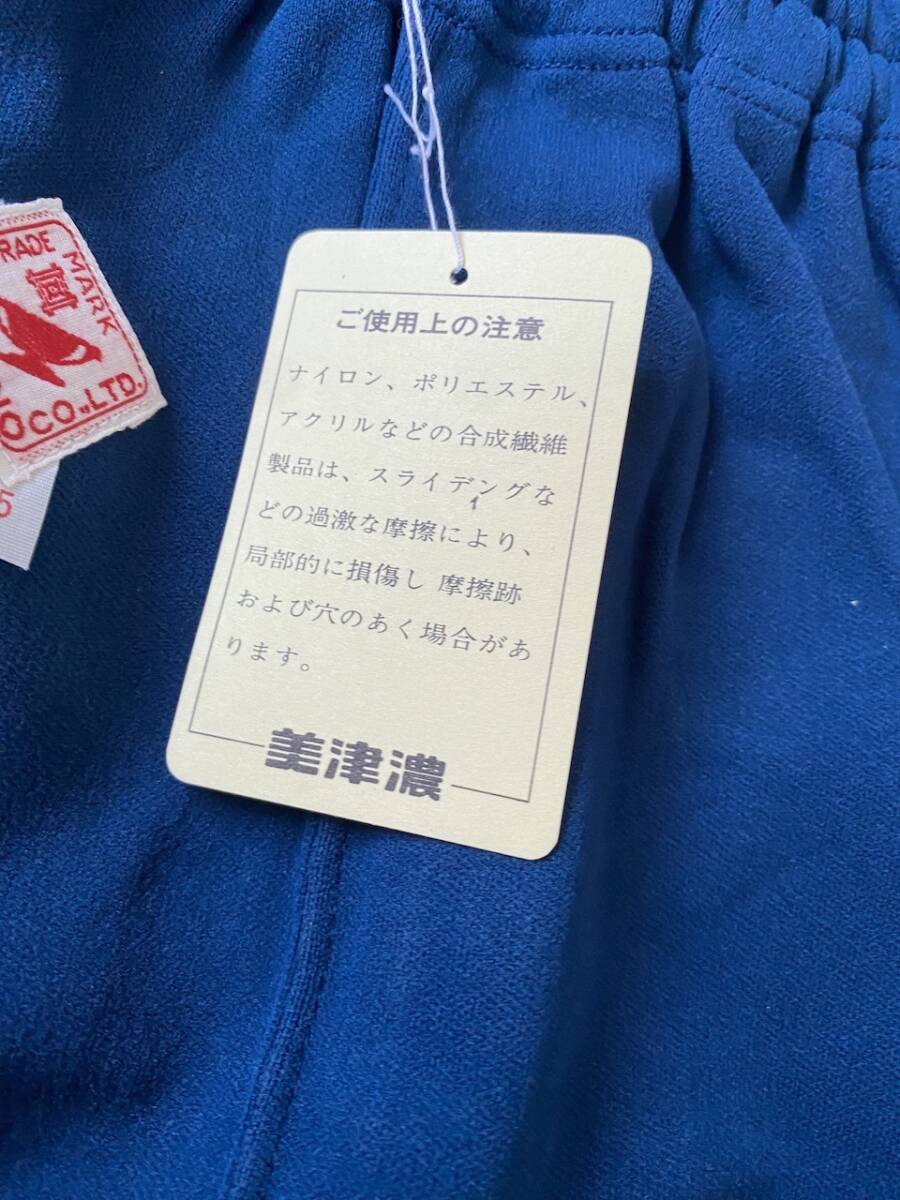 TRADE MARK
CO.,LTD.
5
ご使用上の注意
ナイロン、ポリエステル、
アクリルなどの合成繊維
製品は、スライディングな
どの過激な摩擦により、
局部的に損傷し 摩擦跡
および穴のあく場合があ
ります。
美津濃